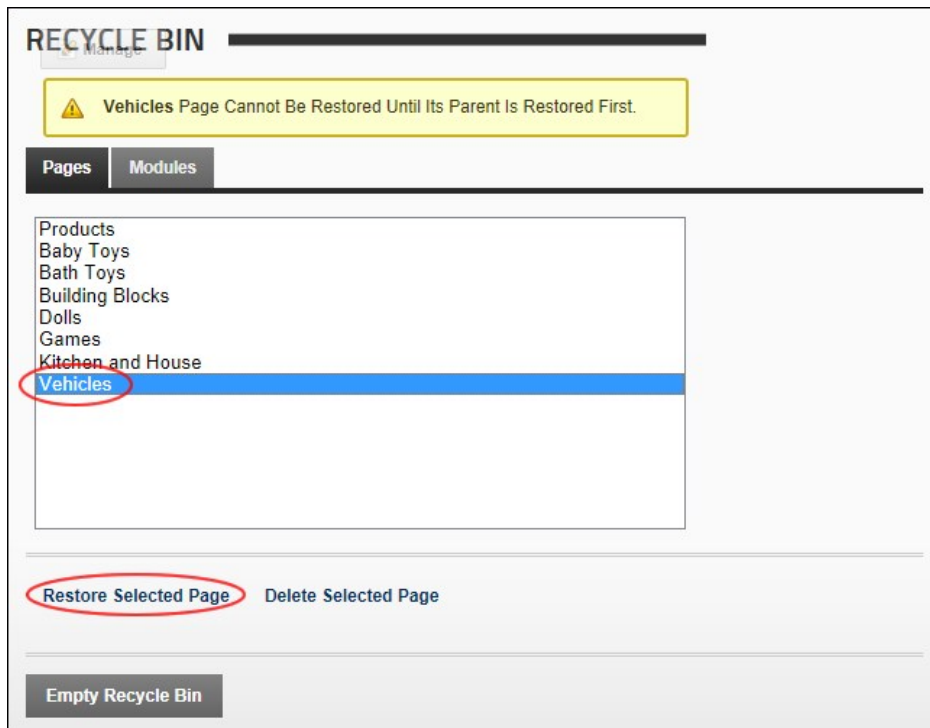 RECYCLE BIN
Manage
Vehicles Page Cannot Be Restored Until Its Parent Is Restored First.
Pages Modules
Products
Baby Toys
Bath Toys
Building Blocks
Dolls
Games
Kitchen and House
Vehicles
Restore Selected Page Delete Selected Page
Empty Recycle Bin